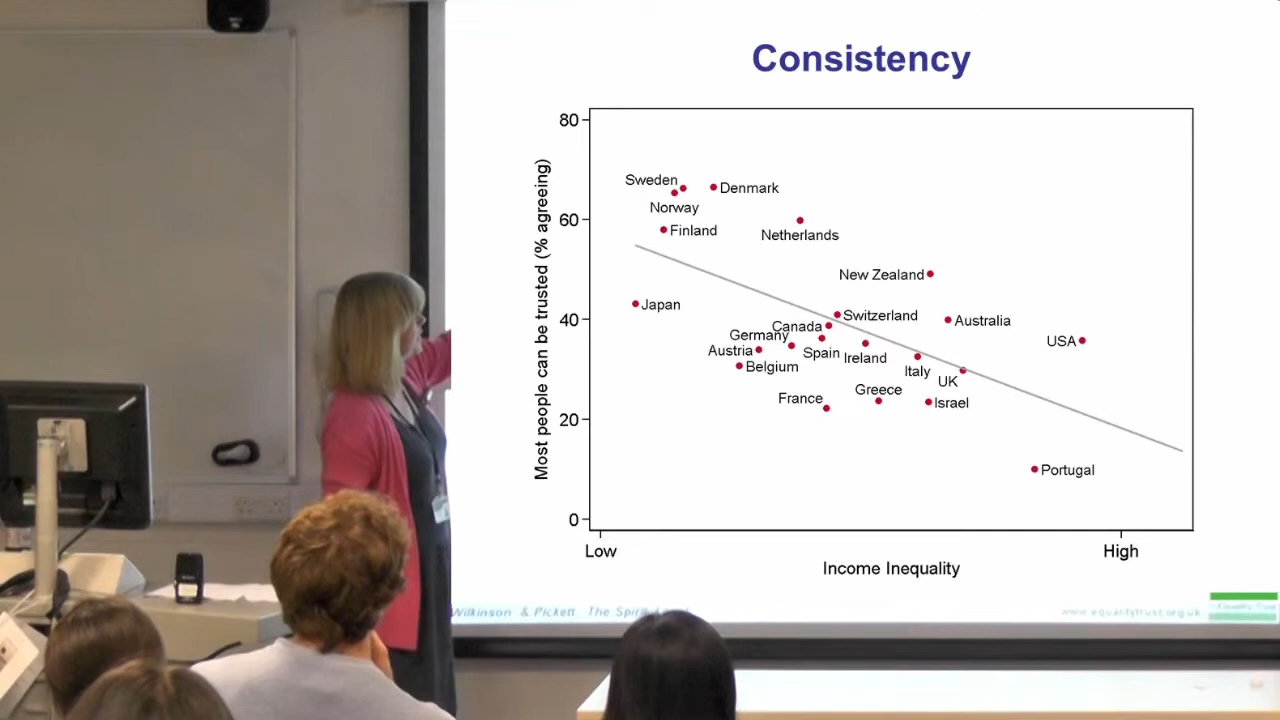 Consistency
Most people can be trusted (% agreeing)
80
60
40
20
0
Sweden
Denmark
Norway
Finland
Netherlands
New Zealand
Japan
Switzerland
Australia
Canada
Germany
USA
Austria
Spain
Ireland
Belgium
Italy
UK
Greece
France
Israel
Portugal
Low
High
Income Inequality
Wilkinson & Pickett, The Spirit
www.equalitytrust.org.uk
Equality Trust